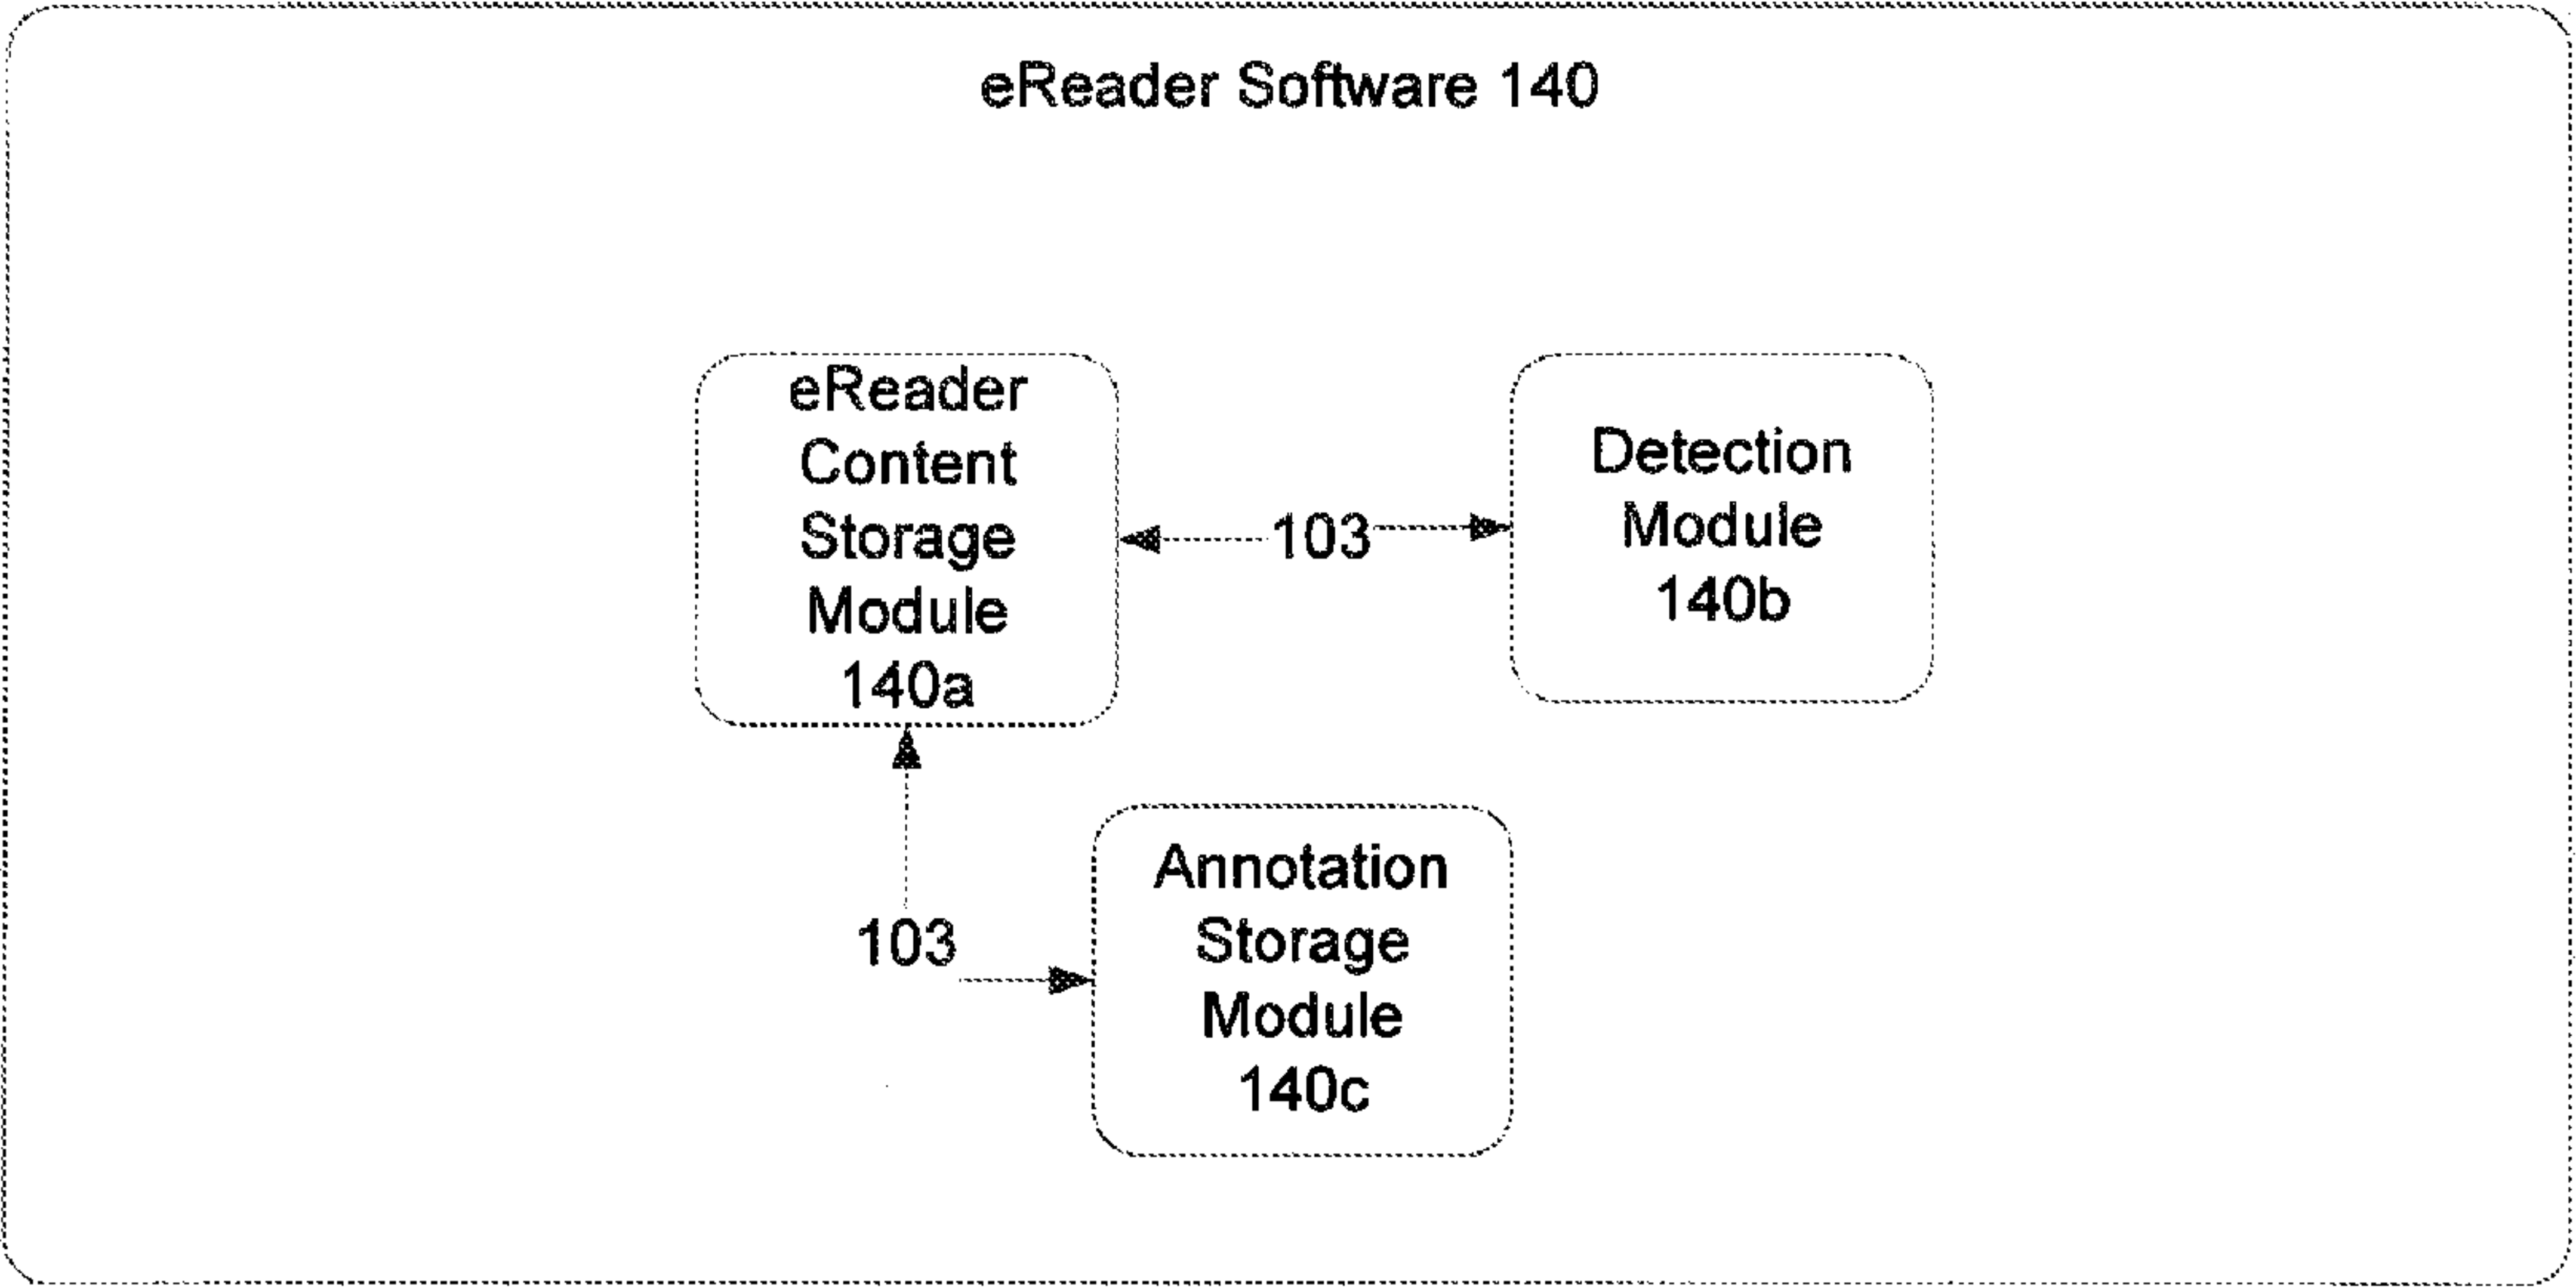 eReader Software 140
eReader
Content
Storage
Module
140a
103
Detection
Module
140b
103
Annotation
Storage
Module
140c